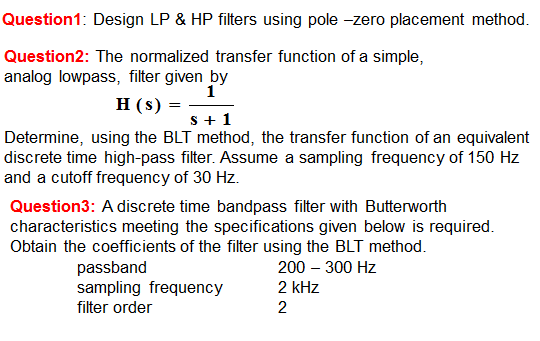 Question1: Design LP & HP filters using pole –zero placement method.
Question2: The normalized transfer function of a simple,
analog lowpass, filter given by
1
H (s) = ―――
s + 1
Determine, using the BLT method, the transfer function of an equivalent
discrete time high-pass filter. Assume a sampling frequency of 150 Hz
and a cutoff frequency of 30 Hz.
Question3: A discrete time bandpass filter with Butterworth
characteristics meeting the specifications given below is required.
Obtain the coefficients of the filter using the BLT method.
passband 200 – 300 Hz
sampling frequency 2 kHz
filter order 2